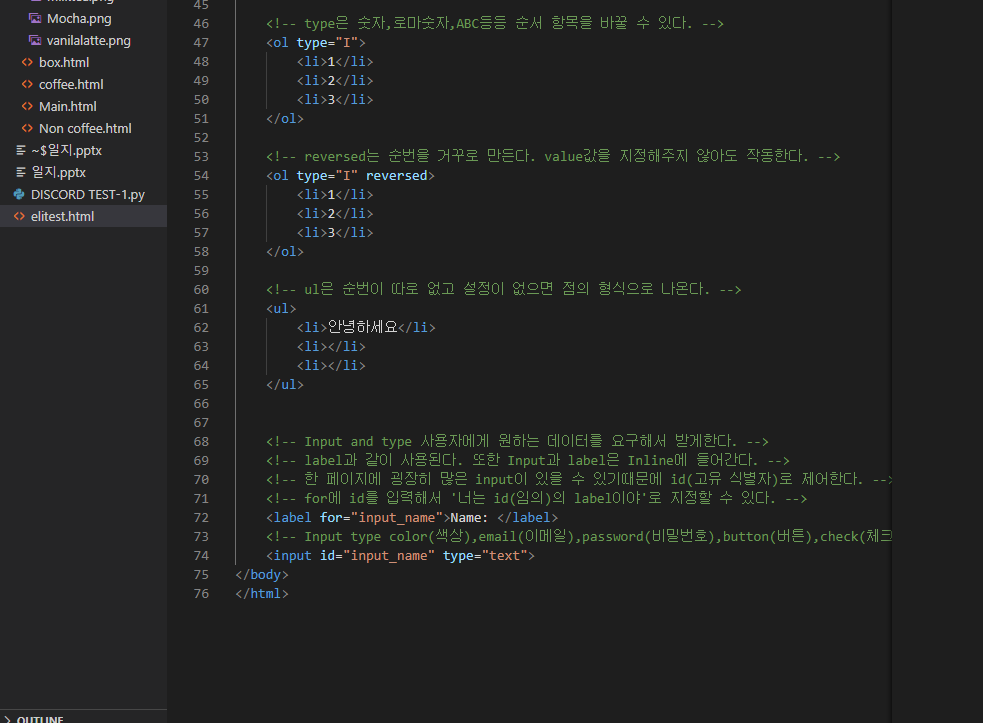 Mocha.png
vanilalatte.png
box.html
coffee.html
Main.html
Non coffee.html
~$일지.pptx
일지.pptx
DISCORD TEST-1.py
elitest.html
OUTLINE
45
46 <!-- type은 숫자,로마숫자,ABC등등 순서 항목을 바꿀 수 있다. -->
47 <ol type="I">
48 <li>1</li>
49 <li>2</li>
50 <li>3</li>
51 </ol>
52
53 <!-- reversed는 순번을 거꾸로 만든다. value값을 지정해주지 않아도 작동한다. -->
54 <ol type="I" reversed>
55 <li>1</li>
56 <li>2</li>
57 <li>3</li>
58 </ol>
59
60 <!-- ul은 순번이 따로 없고 설정이 없으면 점의 형식으로 나온다. -->
61 <ul>
62 <li>안녕하세요</li>
63 <li></li>
64 <li></li>
65 </ul>
66
67
68 <!-- Input and type 사용자에게 원하는 데이터를 요구해서 받게한다. -->
69 <!-- label과 같이 사용된다. 또한 Input과 label은 Inline에 들어간다. -->
70 <!-- 한 페이지에 굉장히 많은 input이 있을 수 있기때문에 id(고유 식별자)로 제어한다. -->
71 <!-- for에 id를 입력해서 '너는 id(임의)의 label이야'로 지정할 수 있다. -->
72 <label for="input_name">Name: </label>
73 <!-- Input type color(색상),email(이메일),password(비밀번호),button(버튼),check(체크
74 <input id="input_name" type="text">
75 </body>
76 </html>